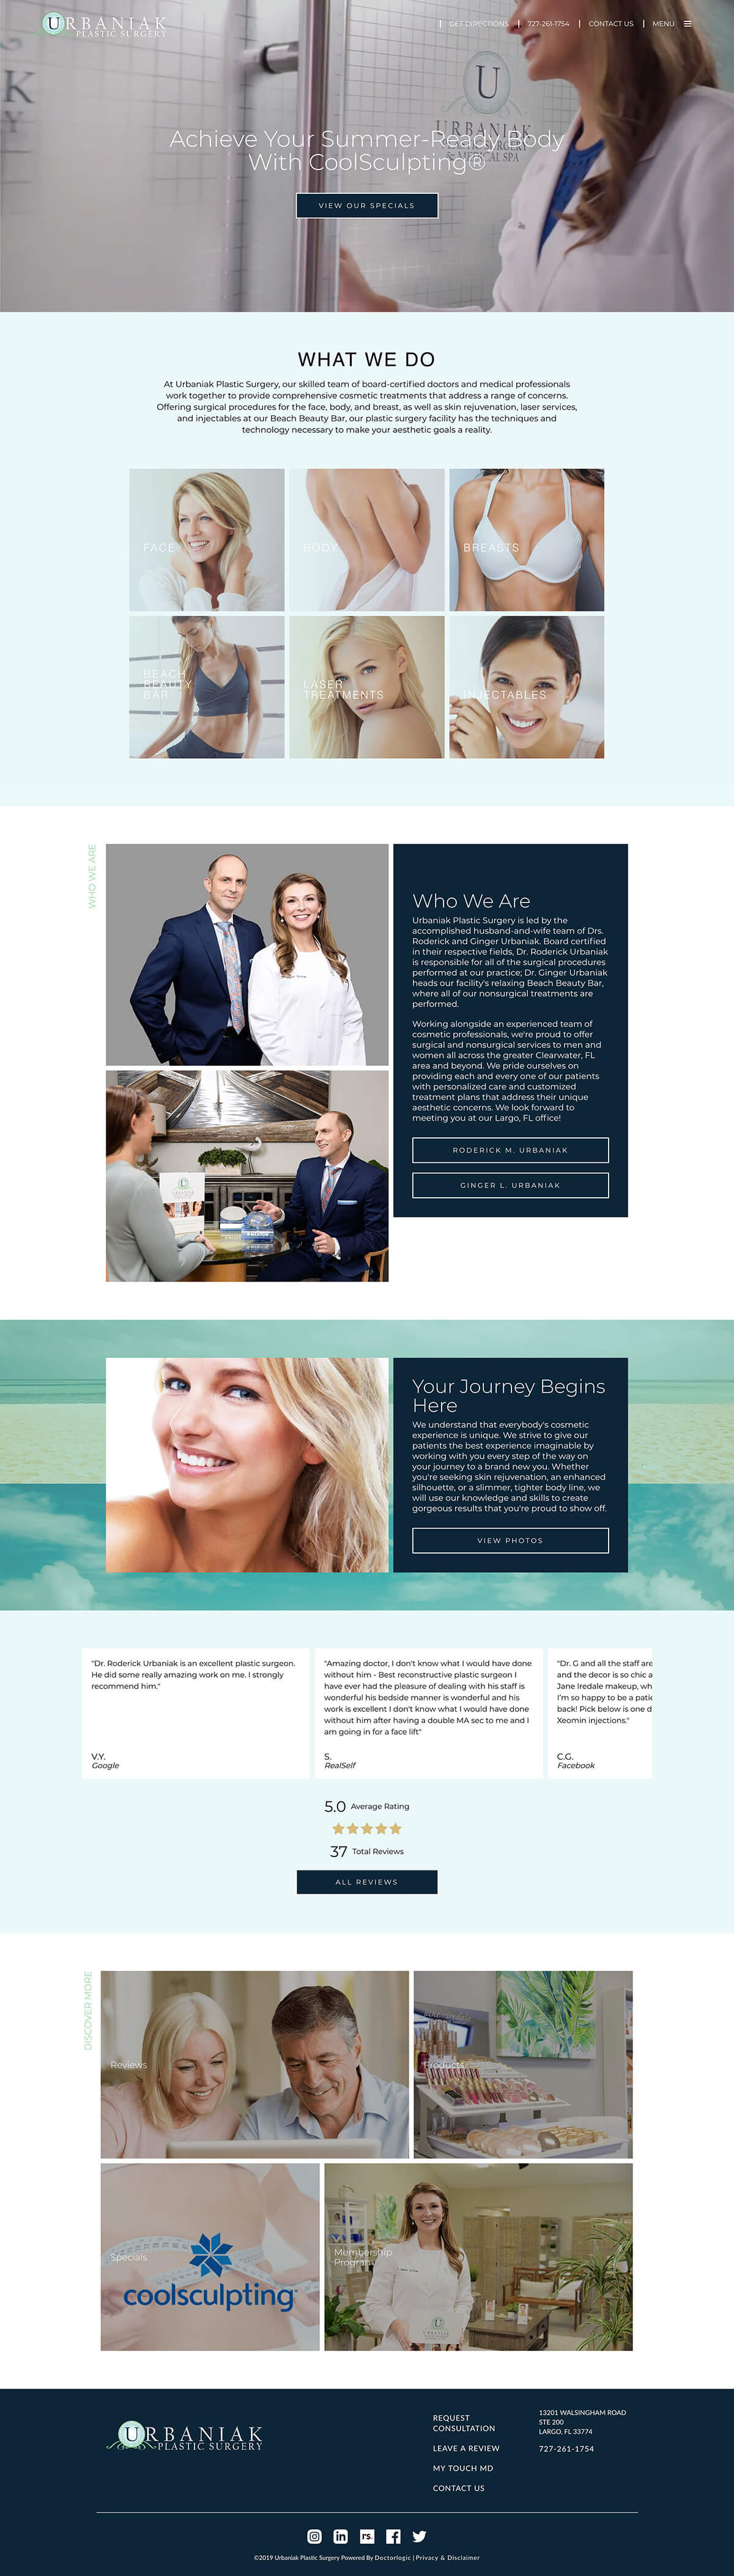 URBANIAK
PLASTIC SURGERY
GET DIRECTIONS
727-261-1754
CONTACT US
MENU
K
U
URBANIAK
PLASTIC SURGERY
& MEDICAL SPA
Achieve Your Summer-Ready Body
With CoolSculpting®
VIEW OUR SPECIALS
WHAT WE DO
At Urbaniak Plastic Surgery, our skilled team of board-certified doctors and medical professionals
work together to provide comprehensive cosmetic treatments that address a range of concerns.
Offering surgical procedures for the face, body, and breast, as well as skin rejuvenation, laser services,
and injectables at our Beach Beauty Bar, our plastic surgery facility has the techniques and
technology necessary to make your aesthetic goals a reality.
FACE
BODY
BREASTS
BEACH
BEAUTY
BAR
LASER
TREATMENTS
INJECTABLES
WHO WE ARE
Who We Are
Urbaniak Plastic Surgery is led by the
accomplished husband-and-wife team of Drs.
Roderick and Ginger Urbaniak. Board certified
in their respective fields, Dr. Roderick Urbaniak
is responsible for all of the surgical procedures
performed at our practice; Dr. Ginger Urbaniak
heads our facility's relaxing Beach Beauty Bar,
where all of our nonsurgical treatments are
performed.
Working alongside an experienced team of
cosmetic professionals, we're proud to offer
surgical and nonsurgical services to men and
women all across the greater Clearwater, FL
area and beyond. We pride ourselves on
providing each and every one of our patients
with personalized care and customized
treatment plans that address their unique
aesthetic concerns. We look forward to
meeting you at our Largo, FL office!
RODERICK M. URBANIAK
GINGER L. URBANIAK
Your Journey Begins
Here
We understand that everybody's cosmetic
experience is unique. We strive to give our
patients the best experience imaginable by
working with you every step of the way on
your journey to a brand new you. Whether
you're seeking skin rejuvenation, an enhanced
silhouette, or a slimmer, tighter body line, we
will use our knowledge and skills to create
gorgeous results that you're proud to show off.
VIEW PHOTOS
"Dr. Roderick Urbaniak is an excellent plastic surgeon.
He did some really amazing work on me. I strongly
recommend him."
V.Y.
Google
"Amazing doctor, I don't know what I would have done
without him - Best reconstructive plastic surgeon I
have ever had the pleasure of dealing with his staff is
wonderful his bedside manner is wonderful and his
work is excellent I don't know what I would have done
without him after having a double MA sec to me and I
am going in for a face lift"
S.
RealSelf
"Dr. G and all the staff are
and the decor is so chic a
Jane Iredale makeup, wh
I'm so happy to be a patie
back! Pick below is one d
Xeomin injections."
C.G.
Facebook
5.0 Average Rating
37 Total Reviews
ALL REVIEWS
DISCOVER MORE
Reviews
Products
Specials
coolsculpting
Membership
Program
URBANIAK
PLASTIC SURGERY
REQUEST
CONSULTATION
LEAVE A REVIEW
MY TOUCH MD
CONTACT US
13201 WALSINGHAM ROAD
STE 200
LARGO, FL 33774
727-261-1754
in
rs.
©2019 Urbaniak Plastic Surgery Powered By Doctorlogic | Privacy & Disclaimer